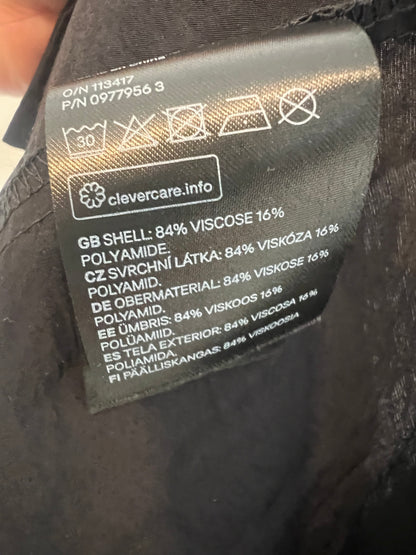 O/N 113417
P/N 0977956 3
30
clevercare.info
GB SHELL: 84% VISCOSE 16%
POLYAMIDE.
CZ SVRCHNÍ LÁTKA: 84% VISKÓZA 16%
POLYAMID.
DE OBERMATERIAL: 84% VISKOSE 16%
POLYAMID.
EE ÜMBRIS: 84% VISKOOS 16%
POLÜAMIID.
ES TELA EXTERIOR: 84% VISCOSA 16%
POLIAMIDA.
FI PÄÄLLISKANGAS: 84% VISKOOSIA